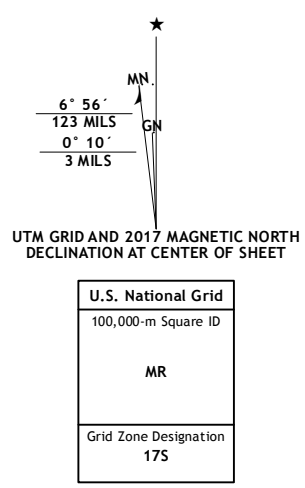 ★
MN.
GN
6° 56´
123 MILS
0° 10´
3 MILS
UTM GRID AND 2017 MAGNETIC NORTH
DECLINATION AT CENTER OF SHEET
U.S. National Grid
100,000-m Square ID
MR
Grid Zone Designation
17S